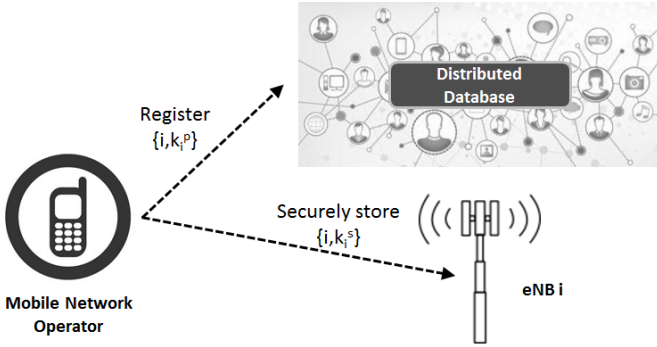 Distributed
Database
Register
{i,kᵢᵖ}
Securely store
{i,kᵢˢ}
eNB i
Mobile Network
Operator